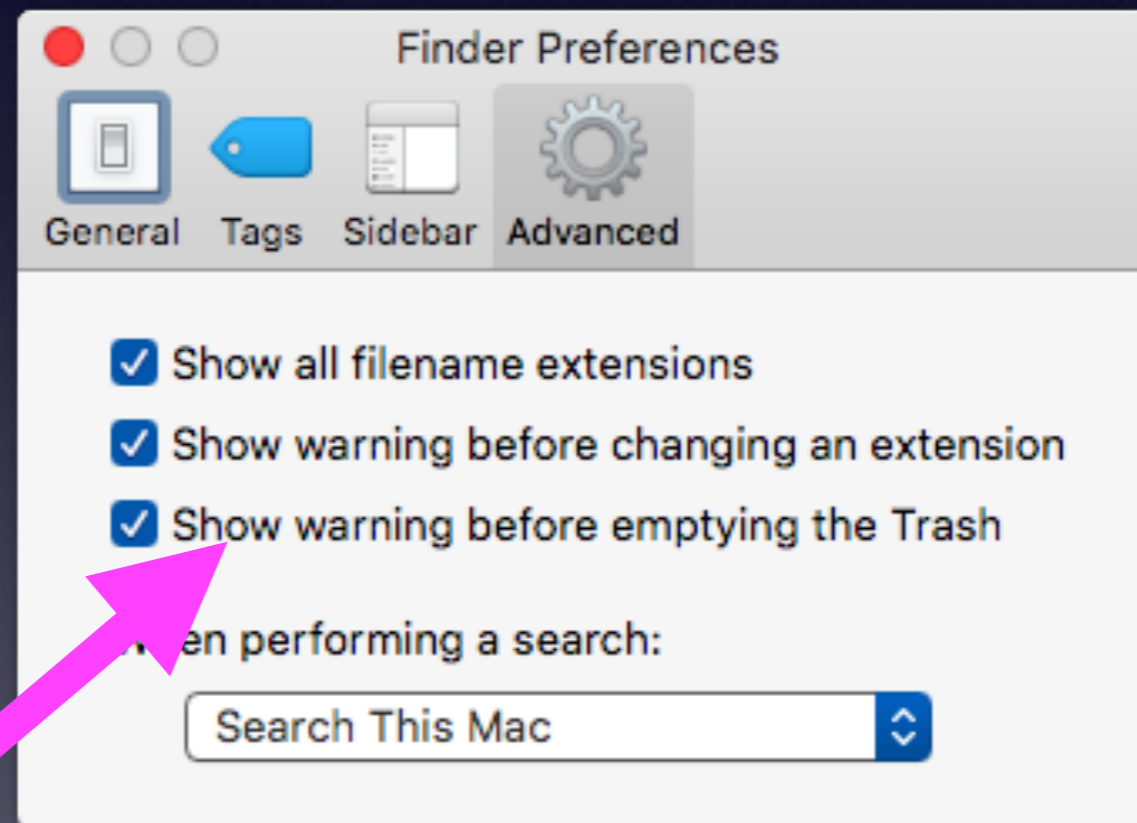 Finder Preferences
General Tags Sidebar Advanced
Show all filename extensions
Show warning before changing an extension
Show warning before emptying the Trash
performing a search:
Search This Mac